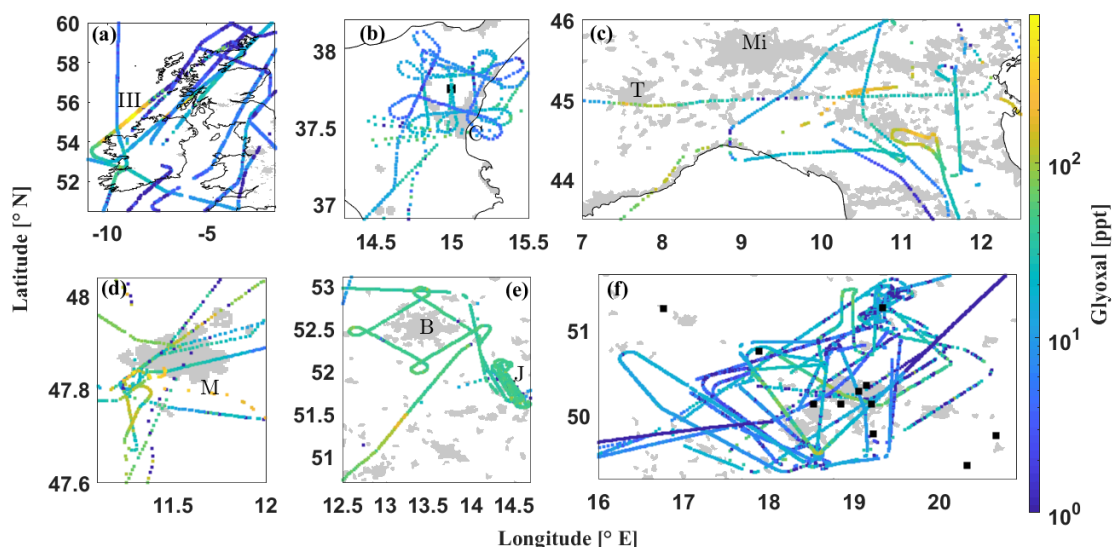 (a)
60
58
56
54
52
III
-10
-5
(b)
38
37.5
37
C
14.5
15
15.5
(c)
46
45
44
Mi
T
7
8
9
10
11
12
Latitude [° N]
(d)
48
47.8
47.6
M
11.5
12
(e)
53
52.5
52
51.5
51
B
J
12.5
13
13.5
14
14.5
(f)
51
50
16
17
18
19
20
Longitude [° E]
10²
10¹
10⁰
Glyoxal [ppt]